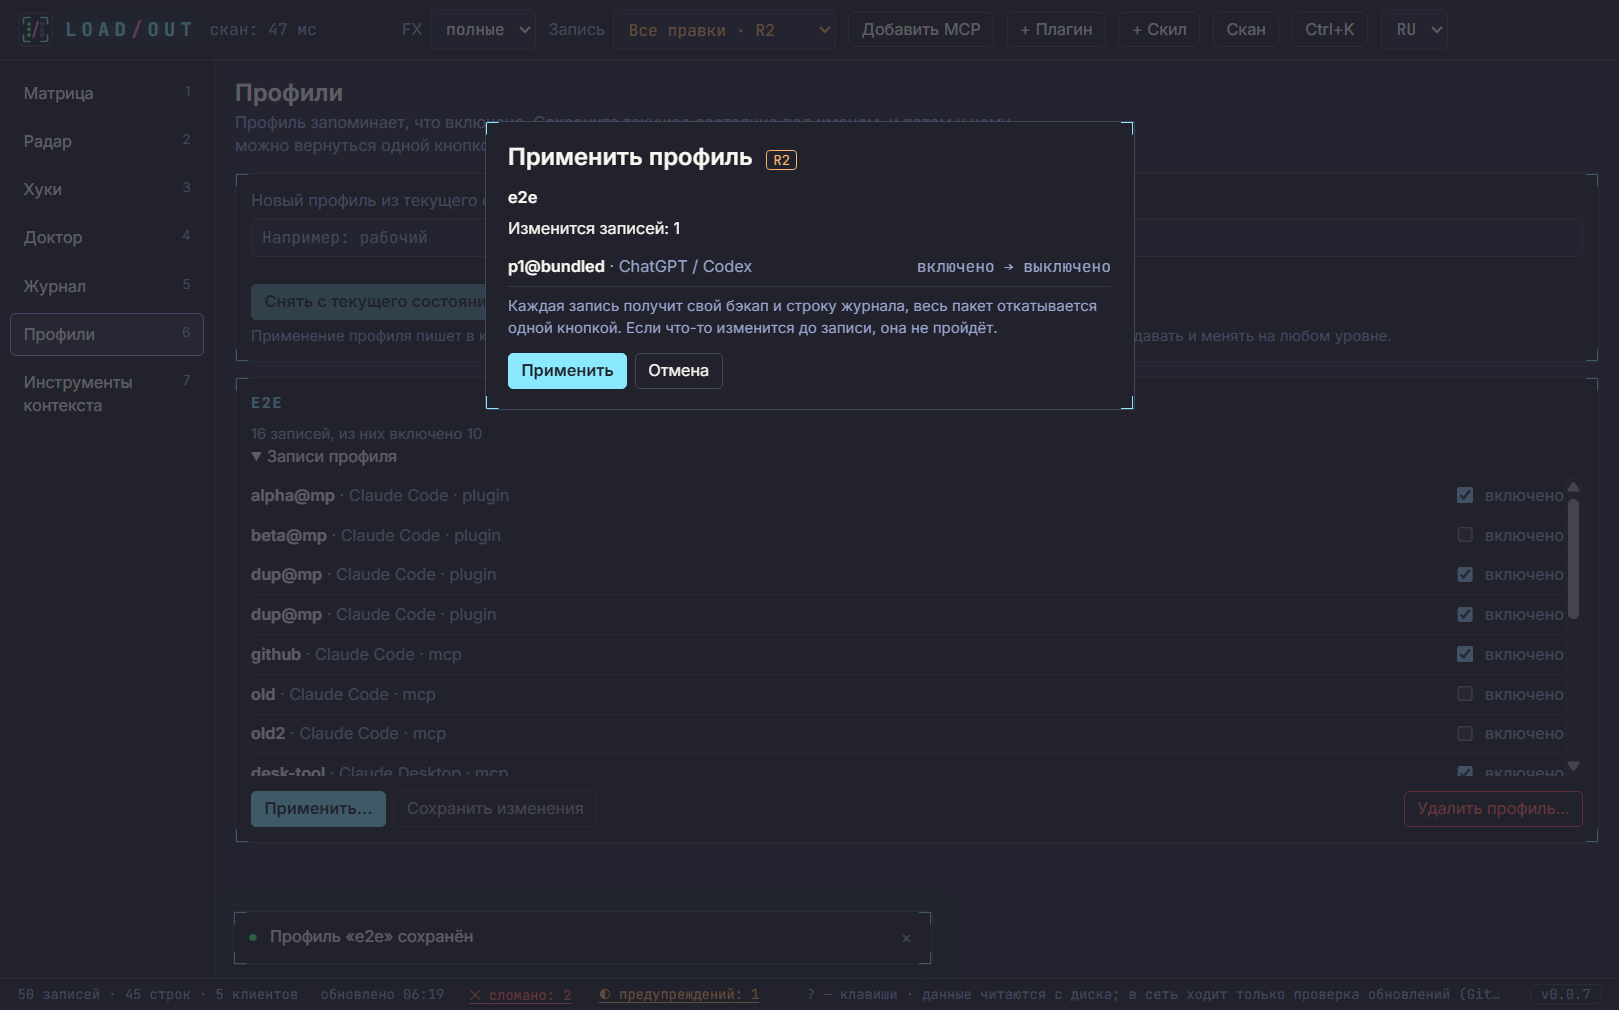 LOAD/OUT
скан: 47 мс
FX
полные
Запись
Все правки · R2
Добавить MCP
+ Плагин
+ Скил
Скан
Ctrl+K
RU
Матрица 1
Радар 2
Хуки 3
Доктор 4
Журнал 5
Профили 6
Инструменты контекста 7
Профили
Профиль запоминает, что
можно вернуться одной кнопко
Новый профиль из текущего
Например: рабочий
Снять с текущего состояни
Применение профиля пишет в к
давать и менять на любом уровне.
Применить профиль R2
e2e
Изменится записей: 1
p1@bundled · ChatGPT / Codex включено → выключено
Каждая запись получит свой бэкап и строку журнала, весь пакет откатывается
одной кнопкой. Если что-то изменится до записи, она не пройдёт.
Применить
Отмена
E2E
16 записей, из них включено 10
▼ Записи профиля
alpha@mp · Claude Code · plugin включено
beta@mp · Claude Code · plugin включено
dup@mp · Claude Code · plugin включено
dup@mp · Claude Code · plugin включено
github · Claude Code · mcp включено
old · Claude Code · mcp включено
old2 · Claude Code · mcp включено
desk-tool · Claude Desktop · mcp включено
Применить...
Сохранить изменения
Удалить профиль...
Профиль «e2e» сохранён ×
50 записей · 45 строк · 5 клиентов
обновлено 06:19
сломано: 2
предупреждений: 1
? — клавиши · данные читаются с диска; в сеть ходит только проверка обновлений (Git…
v0.0.7